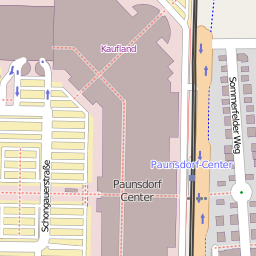 Kaufland
Sommerfelder Weg
Paunsdorf-Center
Schongauerstraße
Paunsdorf
Center